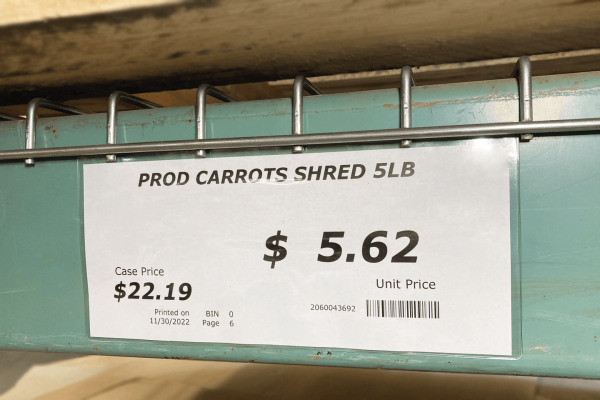 PROD CARROTS SHRED 5LB
$ 5.62
Unit Price
Case Price
$22.19
Printed on
11/30/2022
BIN 0
Page 6
2060043692